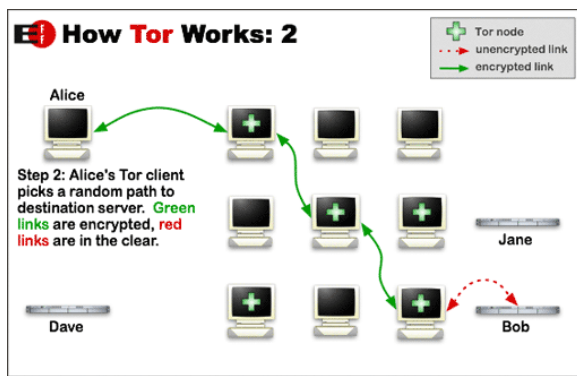 EFF How Tor Works: 2
Tor node
unencrypted link
encrypted link
Alice
Step 2: Alice's Tor client
picks a random path to
destination server. Green
links are encrypted, red
links are in the clear.
Jane
Dave
Bob